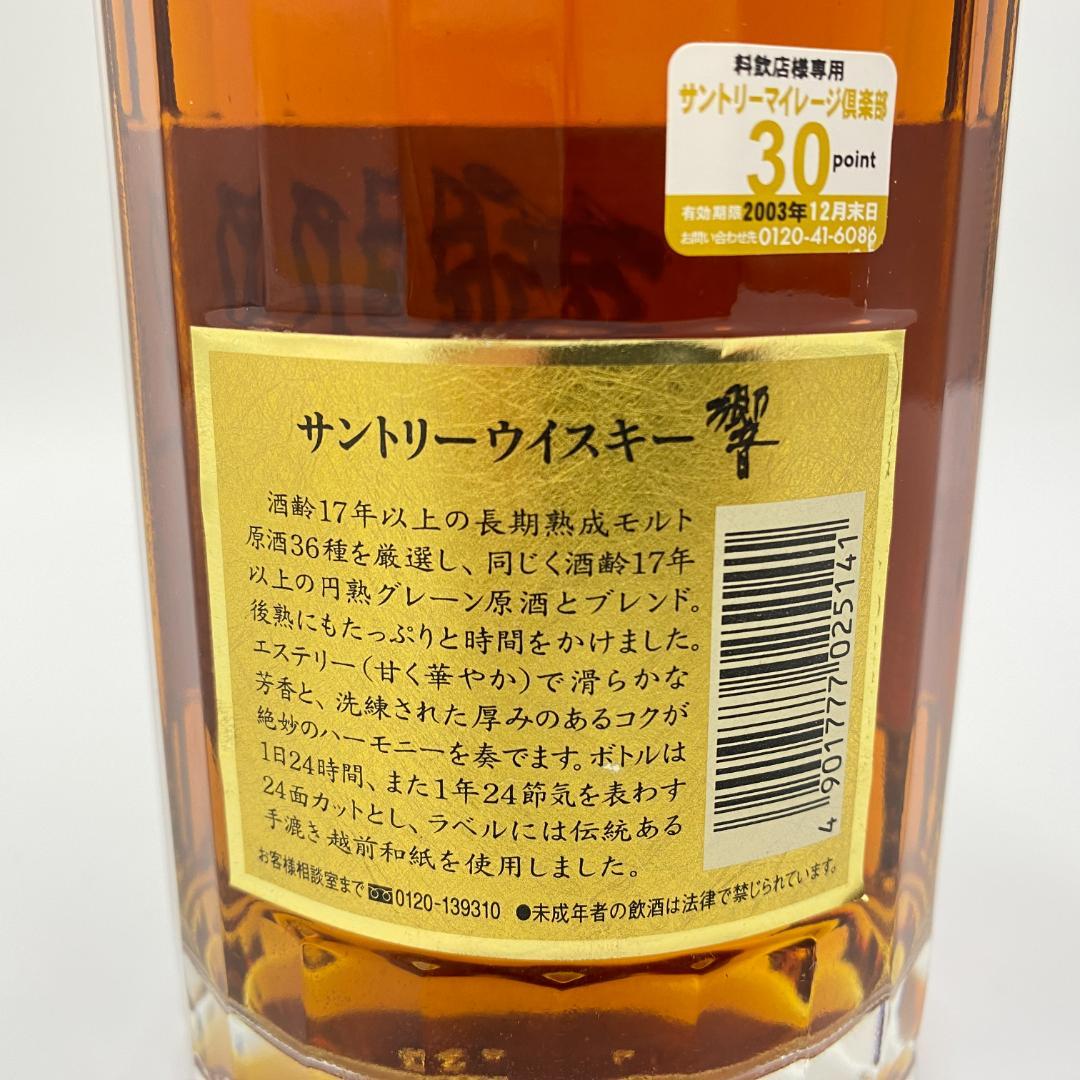 料飲店様専用
サントリーマイレージ倶楽部
30point
有効期限2003年12月末日
お問い合わせ先0120-41-6086
サントリーウイスキー響
酒齢17年以上の長期熟成モルト
原酒36種を厳選し、同じく酒齢17年
以上の円熟グレーン原酒とブレンド。
後熟にもたっぷりと時間をかけました。
エステリー(甘く華やか)で滑らかな
芳香と、洗練された厚みのあるコクが
絶妙のハーモニーを奏でます。ボトルは
1日24時間、また1年24節気を表わす
24面カットとし、ラベルには伝統ある
手漉き越前和紙を使用しました。
お客様相談室まで0120-139310 ●未成年者の飲酒は法律で禁じられています。
4901777025141